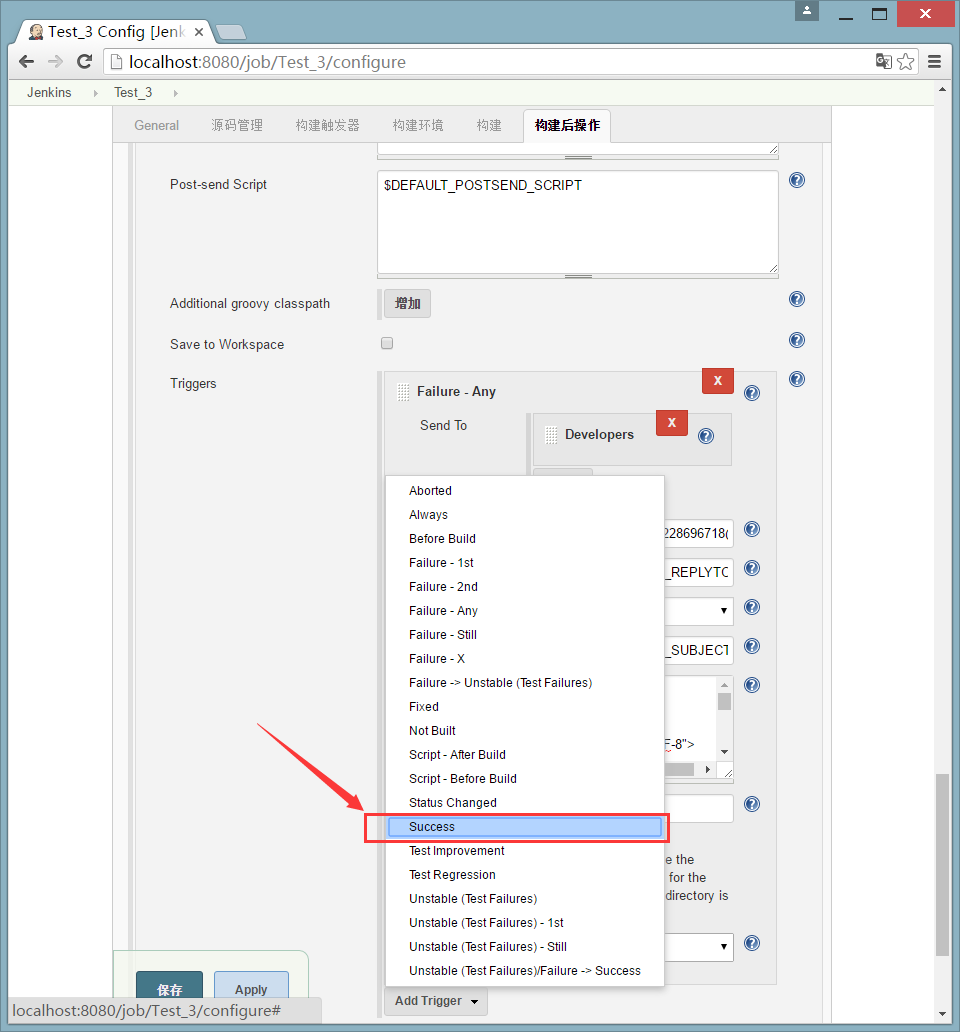 Test_3 Config [Jenk
localhost:8080/job/Test_3/configure
Jenkins
Test_3
General
源码管理
构建触发器
构建环境
构建
构建后操作
Post-send Script
$DEFAULT_POSTSEND_SCRIPT
Additional groovy classpath
增加
Save to Workspace
Triggers
Failure - Any
X
Send To
Developers
X
Aborted
Always
Before Build
Failure - 1st
Failure - 2nd
Failure - Any
Failure - Still
Failure - X
Failure -> Unstable (Test Failures)
Fixed
Not Built
Script - After Build
Script - Before Build
Status Changed
Success
Test Improvement
Test Regression
Unstable (Test Failures)
Unstable (Test Failures) - 1st
Unstable (Test Failures) - Still
Unstable (Test Failures)/Failure -> Success
228696718(
_REPLYTO
_SUBJECT
F-8">
e the
for the
directory is
保存
Apply
Add Trigger
localhost:8080/job/Test_3/configure#